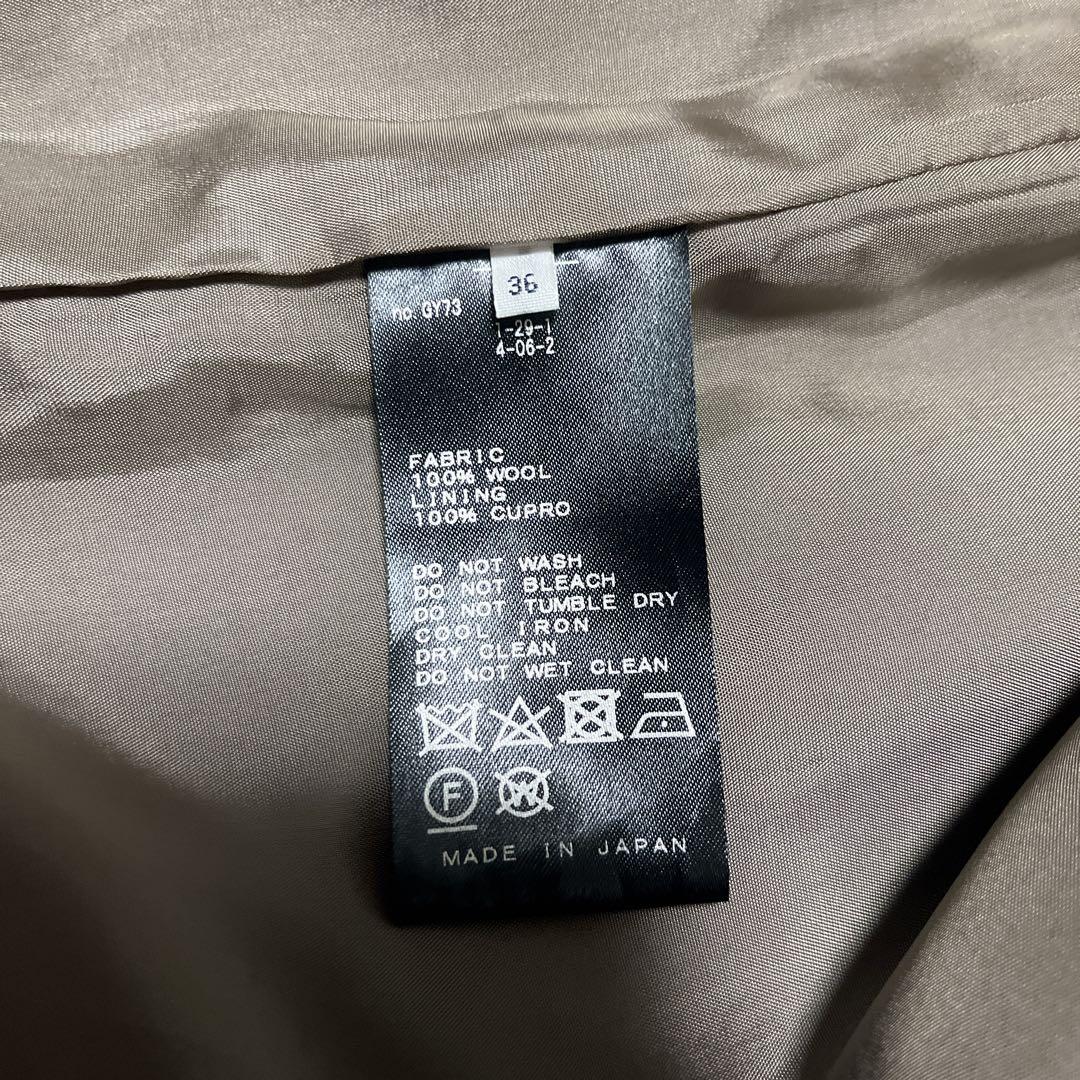 36
no. GY73
1-29-1
4-06-2
FABRIC
100% WOOL
LINING
100% CUPRO
DO NOT WASH
DO NOT BLEACH
DO NOT TUMBLE DRY
COOL IRON
DRY CLEAN
DO NOT WET CLEAN
F W
MADE IN JAPAN